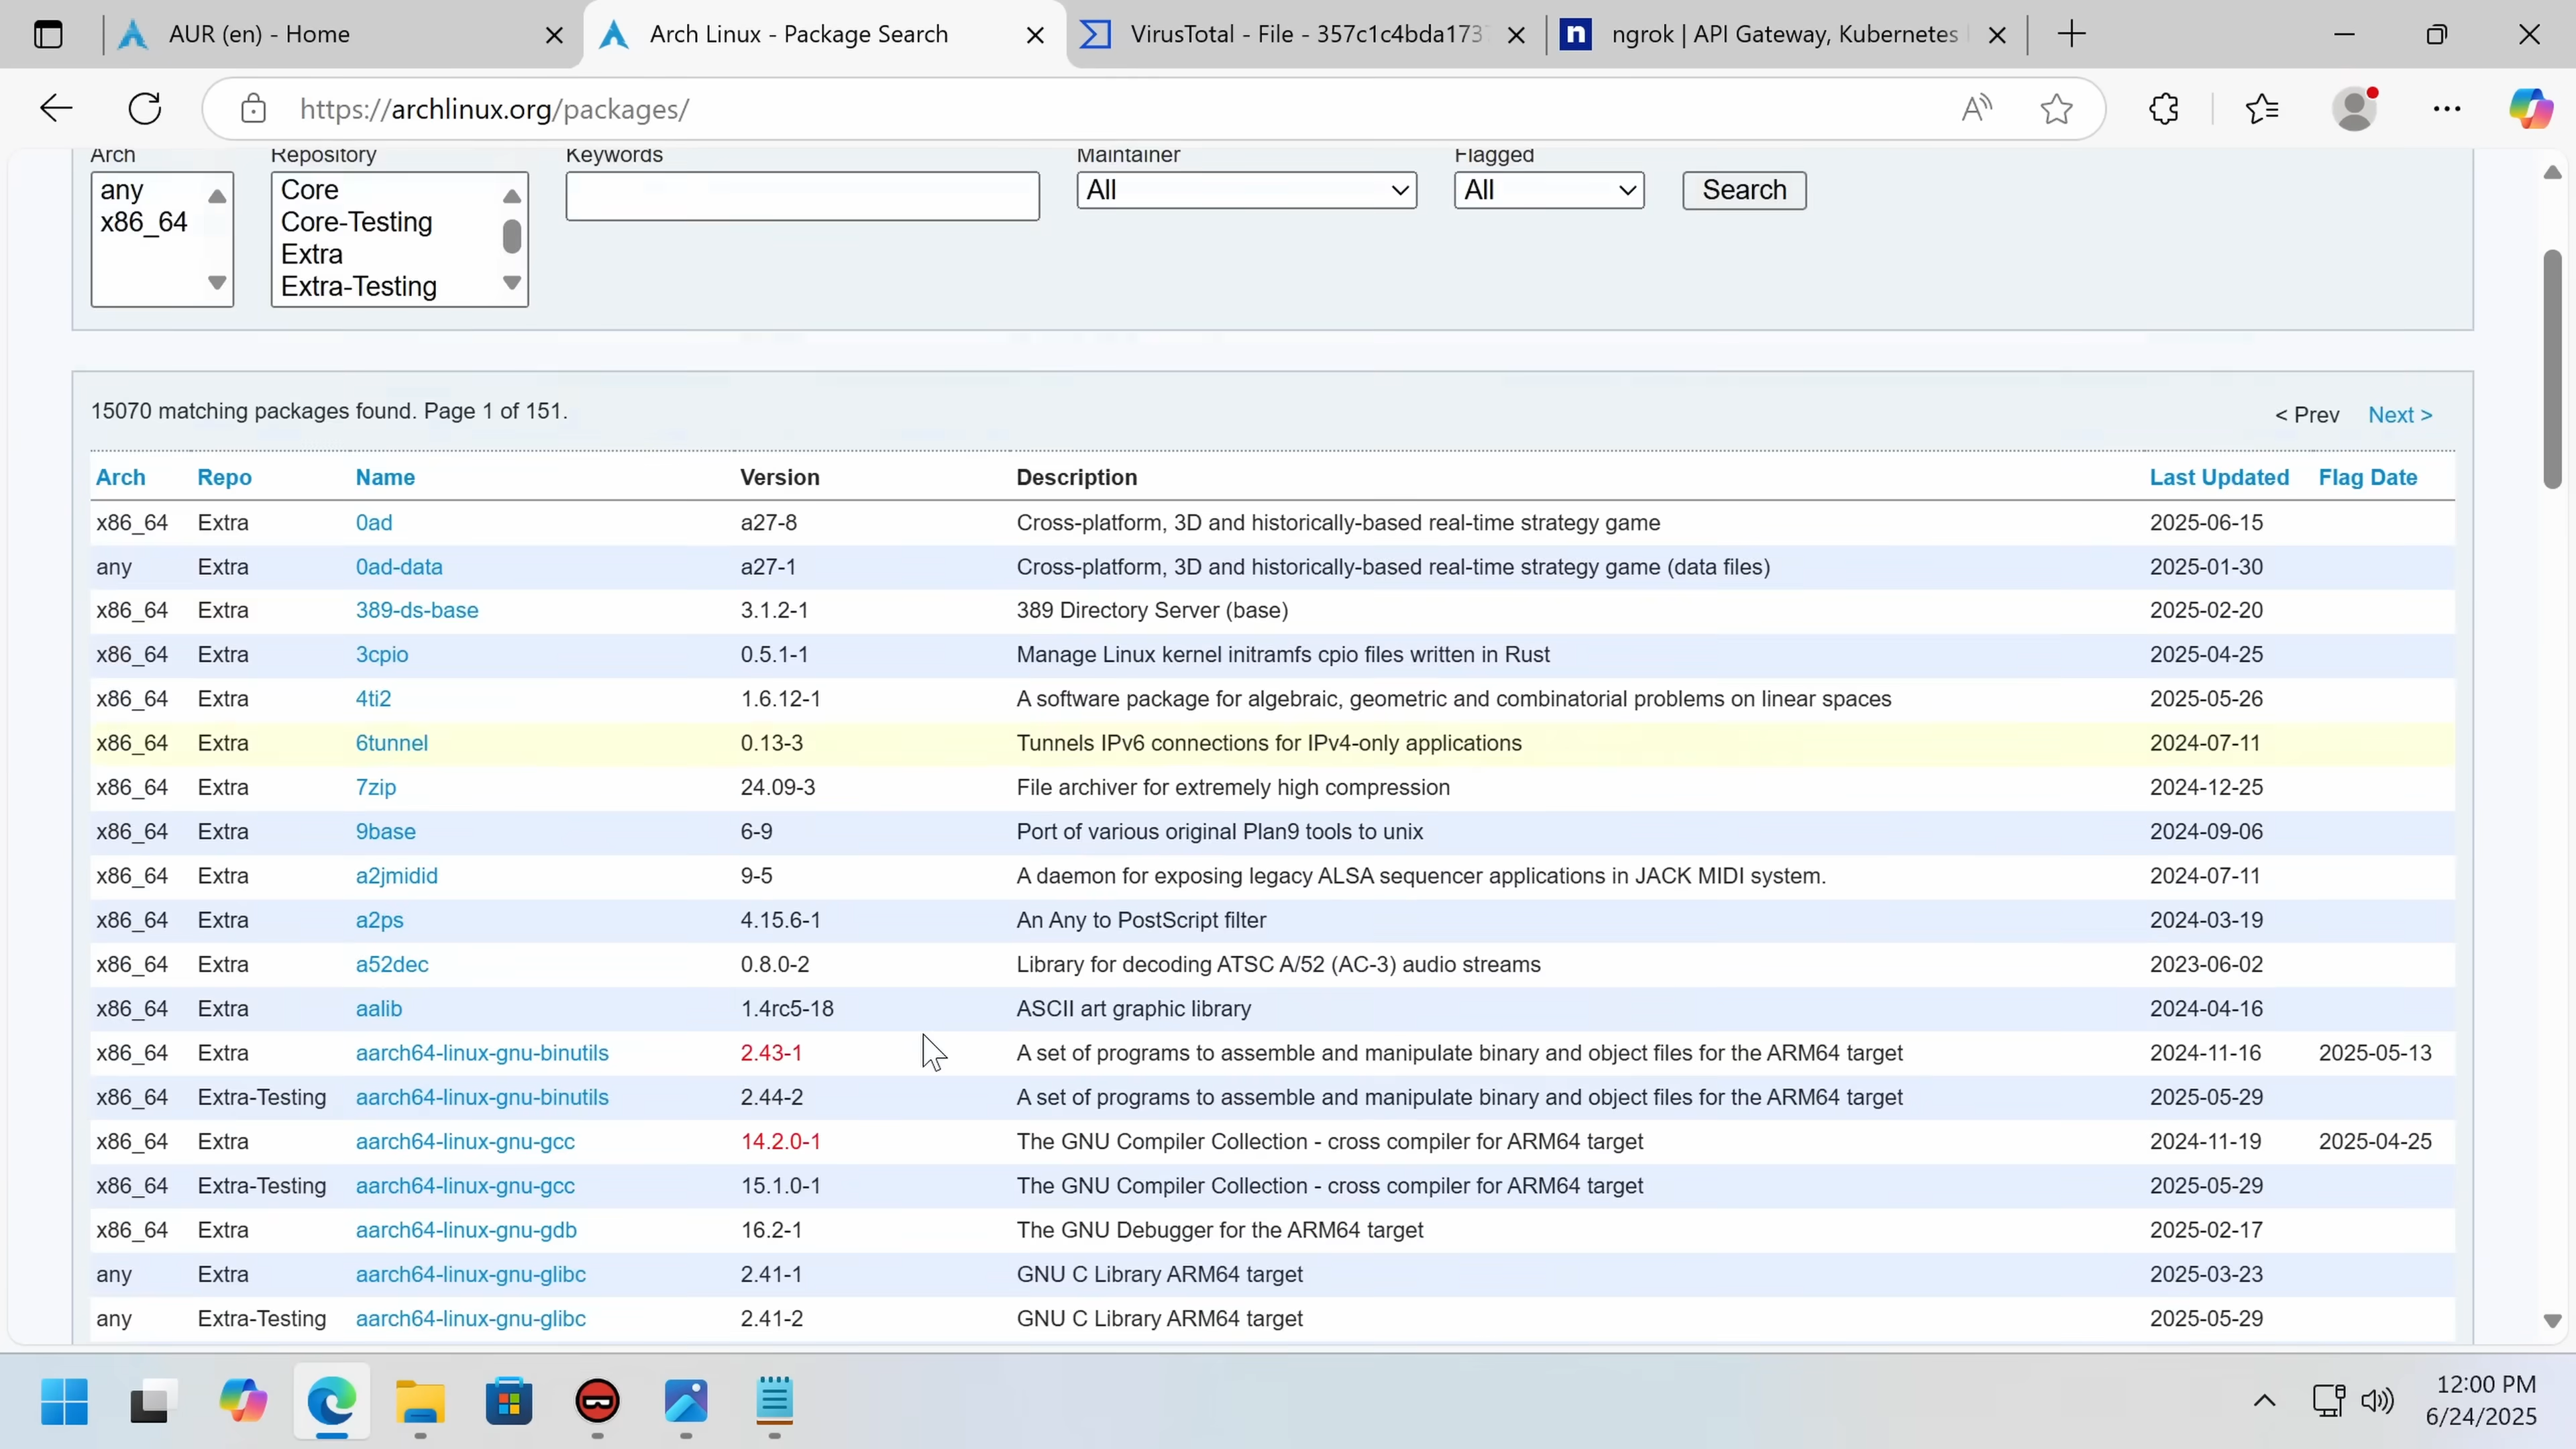 AUR (en) - Home
Arch Linux - Package Search
VirusTotal - File - 357c1c4bda173
ngrok | API Gateway, Kubernetes
https://archlinux.org/packages/
Arch Repository Keywords Maintainer Flagged
any
x86_64
Core
Core-Testing
Extra
Extra-Testing
All
All
Search
15070 matching packages found. Page 1 of 151.
< Prev Next >
Arch Repo Name Version Description Last Updated Flag Date
x86_64 Extra 0ad a27-8 Cross-platform, 3D and historically-based real-time strategy game 2025-06-15
any Extra 0ad-data a27-1 Cross-platform, 3D and historically-based real-time strategy game (data files) 2025-01-30
x86_64 Extra 389-ds-base 3.1.2-1 389 Directory Server (base) 2025-02-20
x86_64 Extra 3cpio 0.5.1-1 Manage Linux kernel initramfs cpio files written in Rust 2025-04-25
x86_64 Extra 4ti2 1.6.12-1 A software package for algebraic, geometric and combinatorial problems on linear spaces 2025-05-26
x86_64 Extra 6tunnel 0.13-3 Tunnels IPv6 connections for IPv4-only applications 2024-07-11
x86_64 Extra 7zip 24.09-3 File archiver for extremely high compression 2024-12-25
x86_64 Extra 9base 6-9 Port of various original Plan9 tools to unix 2024-09-06
x86_64 Extra a2jmidid 9-5 A daemon for exposing legacy ALSA sequencer applications in JACK MIDI system. 2024-07-11
x86_64 Extra a2ps 4.15.6-1 An Any to PostScript filter 2024-03-19
x86_64 Extra a52dec 0.8.0-2 Library for decoding ATSC A/52 (AC-3) audio streams 2023-06-02
x86_64 Extra aalib 1.4rc5-18 ASCII art graphic library 2024-04-16
x86_64 Extra aarch64-linux-gnu-binutils 2.43-1 A set of programs to assemble and manipulate binary and object files for the ARM64 target 2024-11-16 2025-05-13
x86_64 Extra-Testing aarch64-linux-gnu-binutils 2.44-2 A set of programs to assemble and manipulate binary and object files for the ARM64 target 2025-05-29
x86_64 Extra aarch64-linux-gnu-gcc 14.2.0-1 The GNU Compiler Collection - cross compiler for ARM64 target 2024-11-19 2025-04-25
x86_64 Extra-Testing aarch64-linux-gnu-gcc 15.1.0-1 The GNU Compiler Collection - cross compiler for ARM64 target 2025-05-29
x86_64 Extra aarch64-linux-gnu-gdb 16.2-1 The GNU Debugger for the ARM64 target 2025-02-17
any Extra aarch64-linux-gnu-glibc 2.41-1 GNU C Library ARM64 target 2025-03-23
any Extra-Testing aarch64-linux-gnu-glibc 2.41-2 GNU C Library ARM64 target 2025-05-29
12:00 PM
6/24/2025